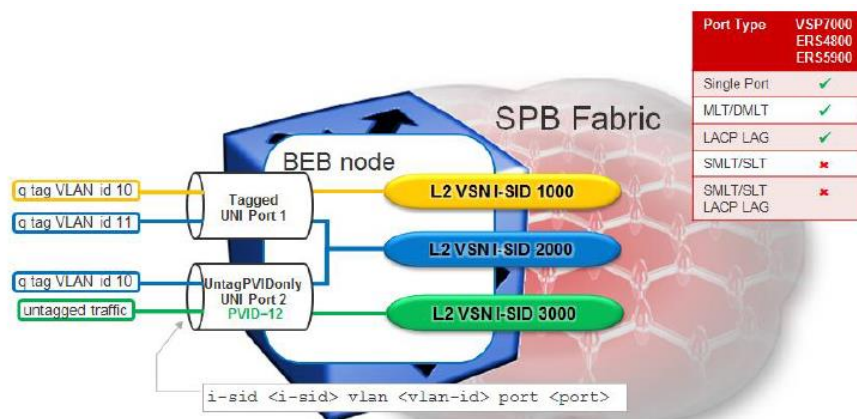 Port Type VSP7000
ERS4800
ERS5900
Single Port ✓
MLT/DMLT ✓
LACP LAG ✓
SMLT/SLT ✖
SMLT/SLT ✖
LACP LAG
SPB Fabric
BEB node
q tag VLAN id 10
Tagged
UNI Port 1
L2 VSN I-SID 1000
q tag VLAN id 11
L2 VSN I-SID 2000
q tag VLAN id 10
UntagPVIDonly
UNI Port 2
PVID=12
untagged traffic
L2 VSN I-SID 3000
i-sid <i-sid> vlan <vlan-id> port <port>